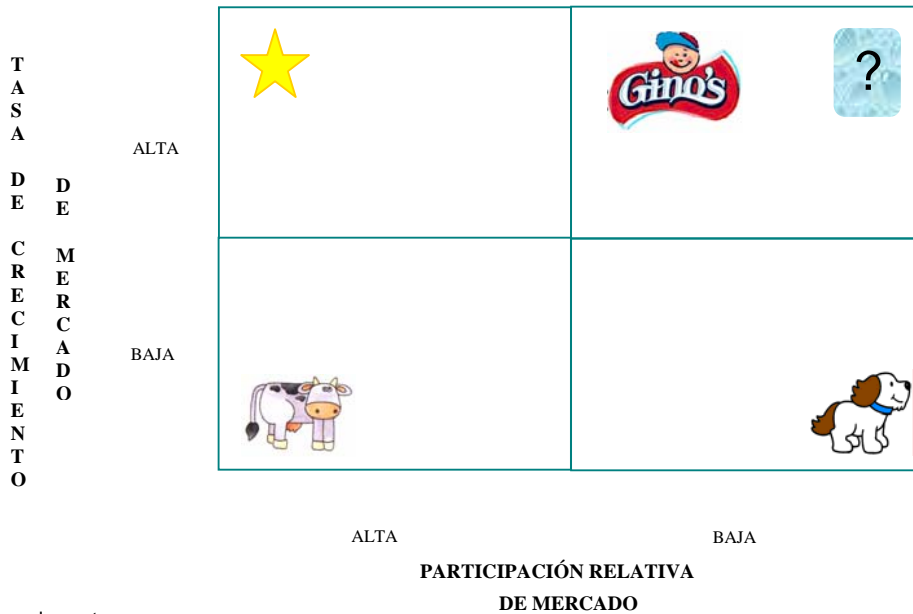 TASA DE CRECIMIENTO
DE MERCADO
Gino's
?
ALTA
BAJA
ALTA
BAJA
PARTICIPACIÓN RELATIVA
DE MERCADO